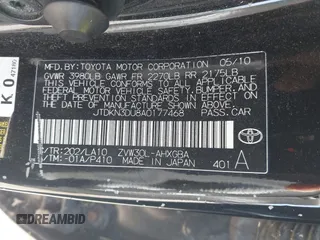 MFD. BY: TOYOTA MOTOR CORPORATION 05/10
GVWR 3980LB GAWR FR 2270LB RR 2175LB
THIS VEHICLE CONFORMS TO ALL APPLICABLE
FEDERAL MOTOR VEHICLE SAFETY, BUMPER, AND
THEFT PREVENTION STANDARDS IN EFFECT ON
THE DATE OF MANUFACTURE SHOWN ABOVE.
JTDKN3DU8A0177468 PASS. CAR
C/TR:202/LA10 ZVW30L-AHXGBA
A/TM:-01A/P410 MADE IN JAPAN 401 A
K 0